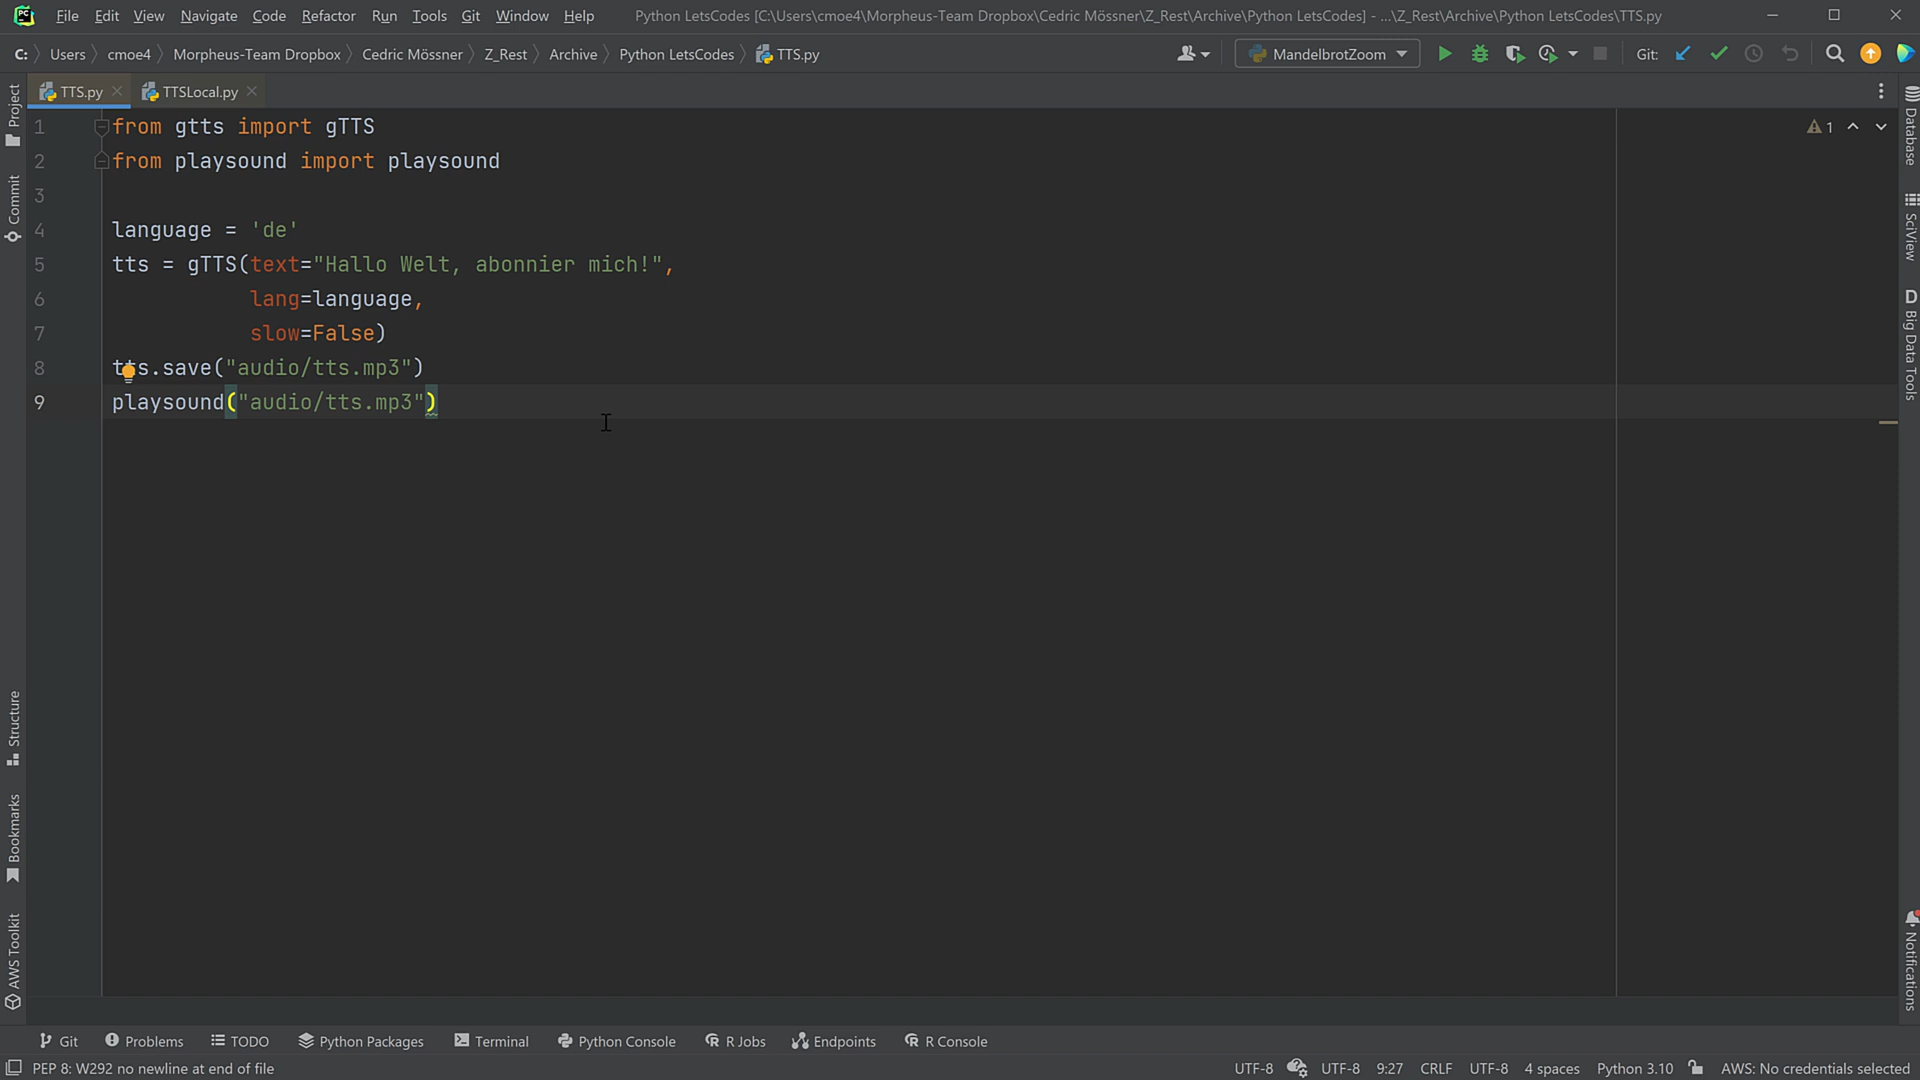 PC File Edit View Navigate Code Refactor Run Tools Git Window Help Python LetsCodes [C:\Users\cmoe4\Morpheus-Team Dropbox\Cedric Mössner\Z_Rest\Archive\Python LetsCodes] - ...\Z_Rest\Archive\Python LetsCodes\TTS.py
C: Users cmoe4 Morpheus-Team Dropbox Cedric Mössner Z_Rest Archive Python LetsCodes TTS.py MandelbrotZoom Git:
TTS.py TTSLocal.py
1 from gtts import gTTS
2 from playsound import playsound
3
4 language = 'de'
5 tts = gTTS(text="Hallo Welt, abonnier mich!",
6 lang=language,
7 slow=False)
8 tts.save("audio/tts.mp3")
9 playsound("audio/tts.mp3")
1
Project
Commit
Structure
Bookmarks
AWS Toolkit
Database
SciView
D Big Data Tools
Notifications
Git Problems TODO Python Packages Terminal Python Console R Jobs Endpoints R Console
PEP 8: W292 no newline at end of file UTF-8 UTF-8 9:27 CRLF UTF-8 4 spaces Python 3.10 AWS: No credentials selected